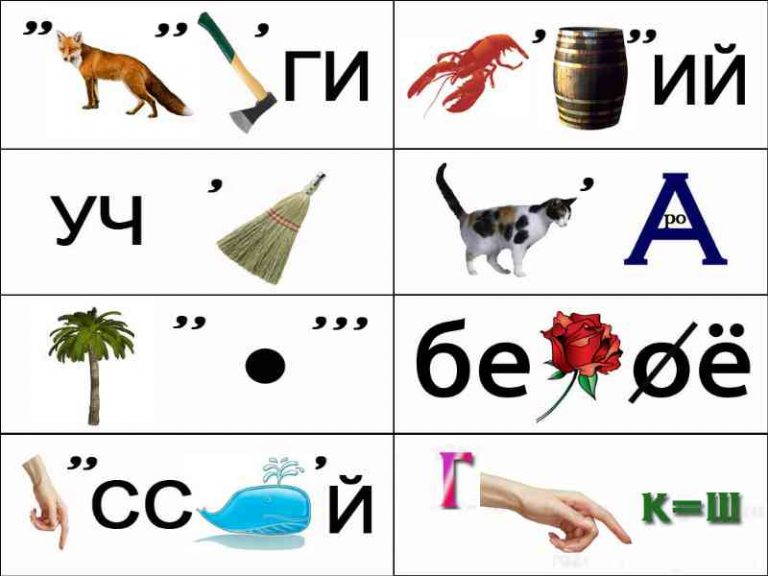 ,, ,, , ГИ
, ,, ИЙ
УЧ ,
, А ро
,, ,,,
бе øё
,, СС , Й
Г к=ш